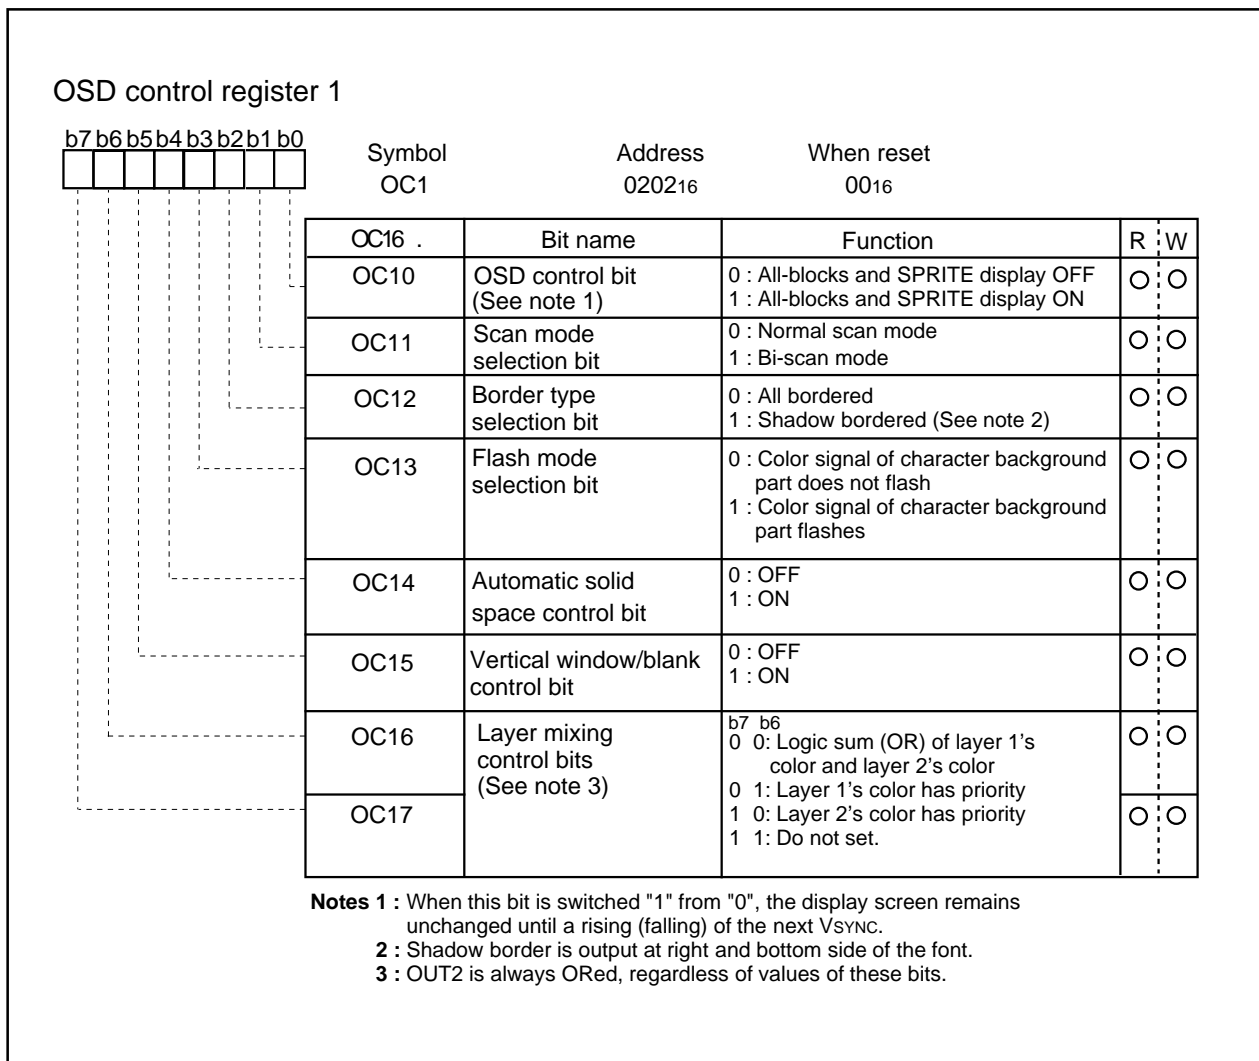 OSD control register 1
b7 b6 b5 b4 b3 b2 b1 b0
Symbol Address When reset
OC1 020216 0016
OC16 . Bit name Function R W
OC10 OSD control bit 0 : All-blocks and SPRITE display OFF
(See note 1) 1 : All-blocks and SPRITE display ON
OC11 Scan mode 0 : Normal scan mode
selection bit 1 : Bi-scan mode
OC12 Border type 0 : All bordered
selection bit 1 : Shadow bordered (See note 2)
OC13 Flash mode 0 : Color signal of character background
selection bit part does not flash
1 : Color signal of character background
part flashes
OC14 Automatic solid 0 : OFF
space control bit 1 : ON
OC15 Vertical window/blank 0 : OFF
control bit 1 : ON
b7 b6
OC16 Layer mixing 0 0: Logic sum (OR) of layer 1's
control bits color and layer 2's color
(See note 3) 0 1: Layer 1's color has priority
OC17 1 0: Layer 2's color has priority
1 1: Do not set.
Notes 1 : When this bit is switched "1" from "0", the display screen remains
unchanged until a rising (falling) of the next VSYNC.
2 : Shadow border is output at right and bottom side of the font.
3 : OUT2 is always ORed, regardless of values of these bits.